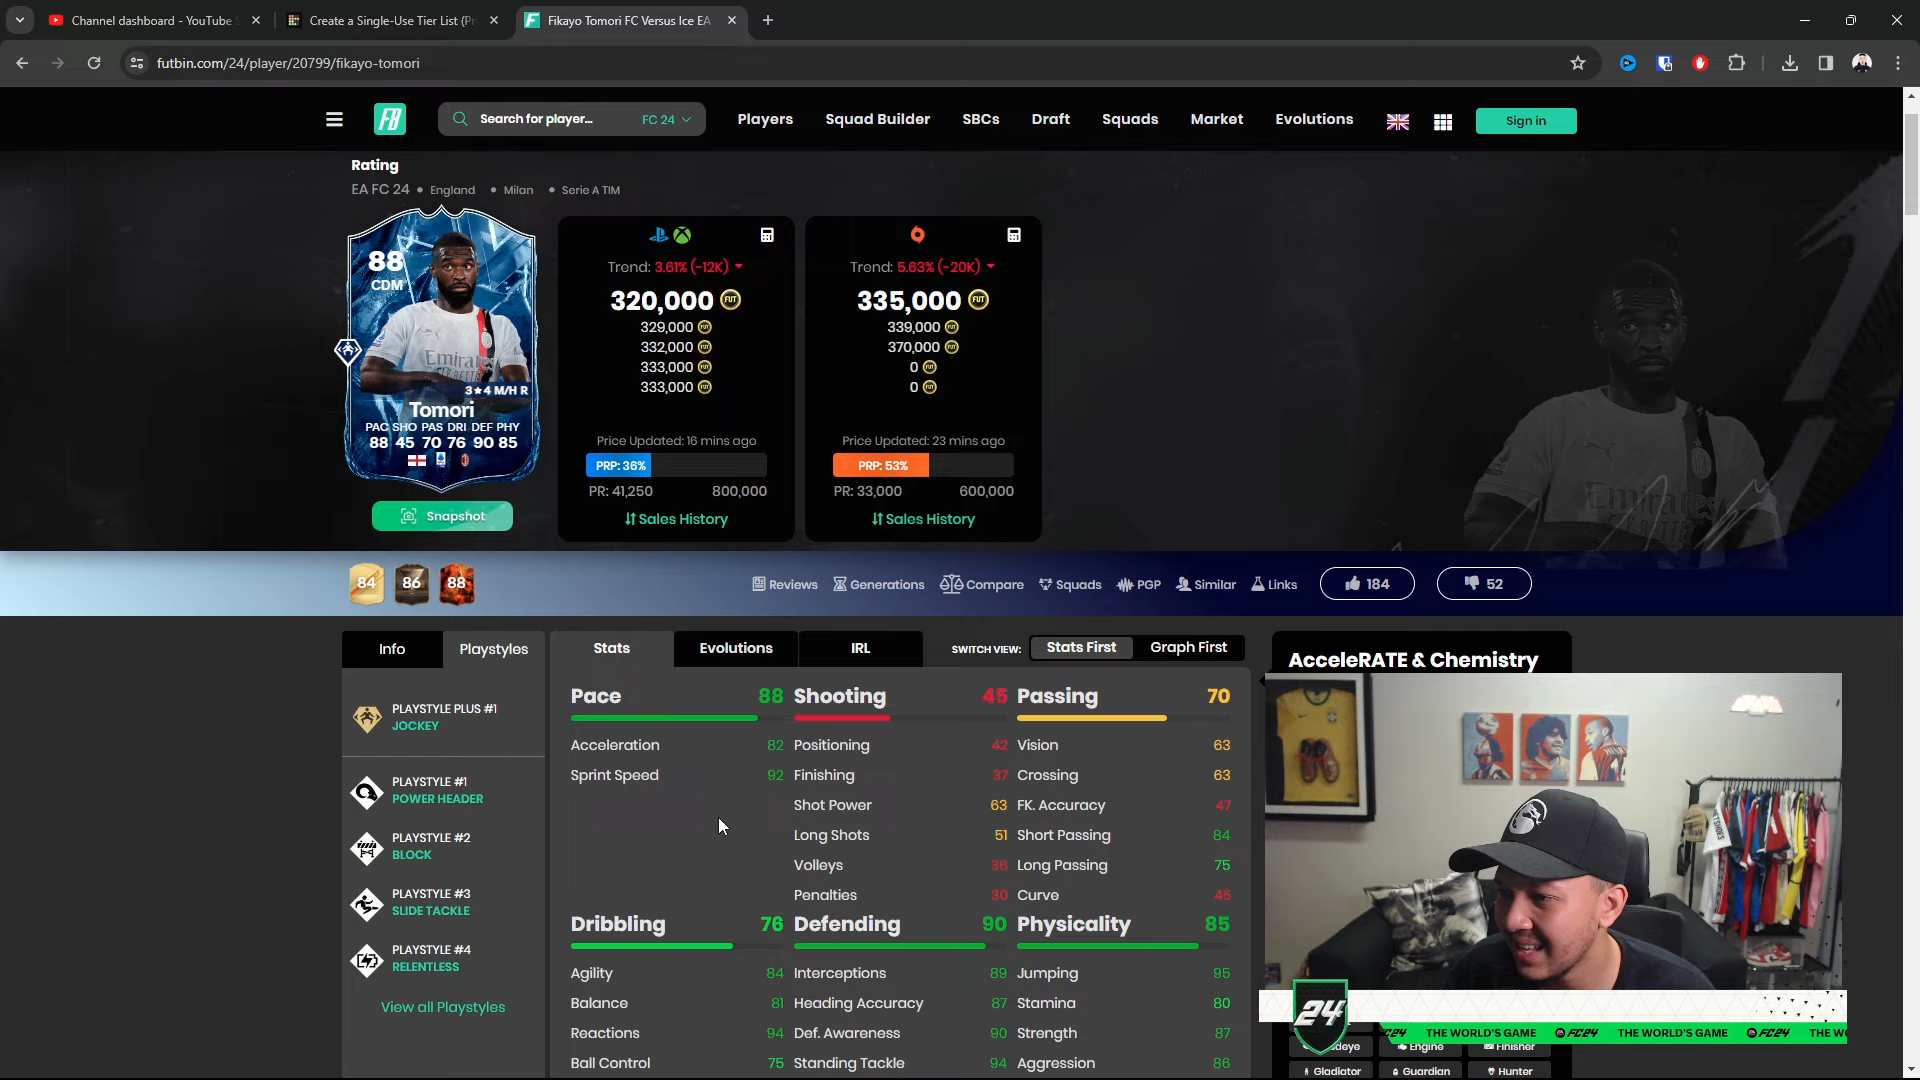 Channel dashboard - YouTube
Create a Single-Use Tier List (Pr
Fikayo Tomori FC Versus Ice EA
futbin.com/24/player/20799/fikayo-tomori
Search for player...
FC 24
Players
Squad Builder
SBCs
Draft
Squads
Market
Evolutions
Sign in
Rating
EA FC 24 • England • Milan • Serie A TIM
88
CDM
3★4 M/H R
Tomori
PAC SHO PAS DRI DEF PHY
88 45 70 76 90 85
Snapshot
Trend: 3.61% (-12K)
320,000
329,000
332,000
333,000
333,000
Price Updated: 16 mins ago
PRP: 36%
PR: 41,250 800,000
Sales History
Trend: 5.63% (-20K)
335,000
339,000
370,000
0
0
Price Updated: 23 mins ago
PRP: 53%
PR: 33,000 600,000
Sales History
84 86 88
Reviews Generations Compare Squads PGP Similar Links 184 52
Info Playstyles
PLAYSTYLE PLUS #1
JOCKEY
PLAYSTYLE #1
POWER HEADER
PLAYSTYLE #2
BLOCK
PLAYSTYLE #3
SLIDE TACKLE
PLAYSTYLE #4
RELENTLESS
View all Playstyles
Stats Evolutions IRL SWITCH VIEW: Stats First Graph First
Pace 88 Shooting 45 Passing 70
Acceleration 82 Positioning 42 Vision 63
Sprint Speed 92 Finishing 37 Crossing 63
Shot Power 63 FK. Accuracy 47
Long Shots 51 Short Passing 84
Volleys 36 Long Passing 75
Penalties 30 Curve 45
Dribbling 76 Defending 90 Physicality 85
Agility 84 Interceptions 89 Jumping 95
Balance 81 Heading Accuracy 87 Stamina 80
Reactions 94 Def. Awareness 90 Strength 87
Ball Control 75 Standing Tackle 94 Aggression 86
AcceleRATE & Chemistry
24
THE WORLD'S GAME FC24 THE WORLD'S GAME FC24
Engine Finisher
Gladiator Guardian Hunter